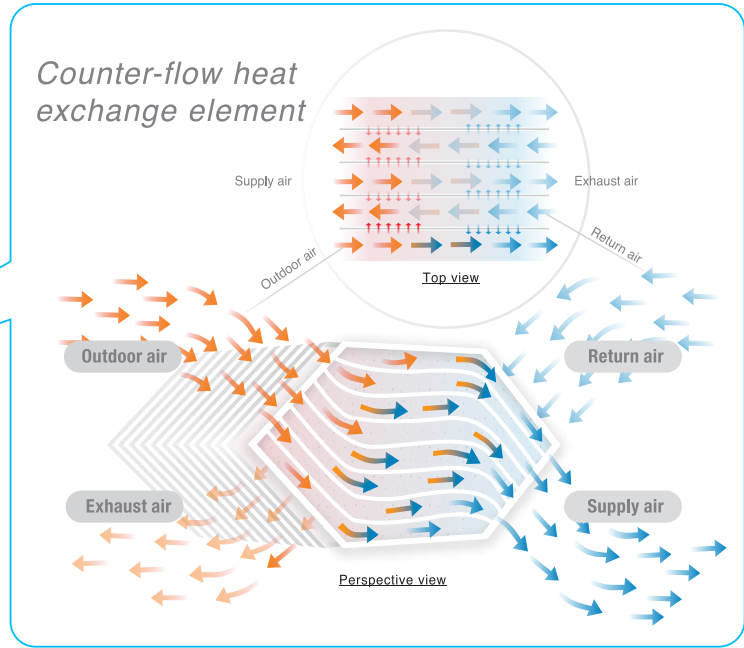 Counter-flow heat
exchange element
Supply air
Exhaust air
Outdoor air
Return air
Top view
Outdoor air
Return air
Exhaust air
Supply air
Perspective view